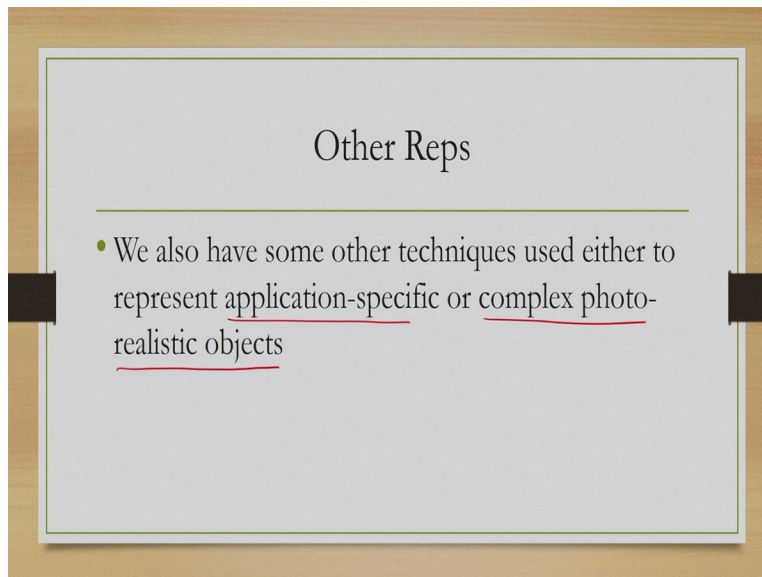 Other Reps
• We also have some other techniques used either to
represent application-specific or complex photo-
realistic objects